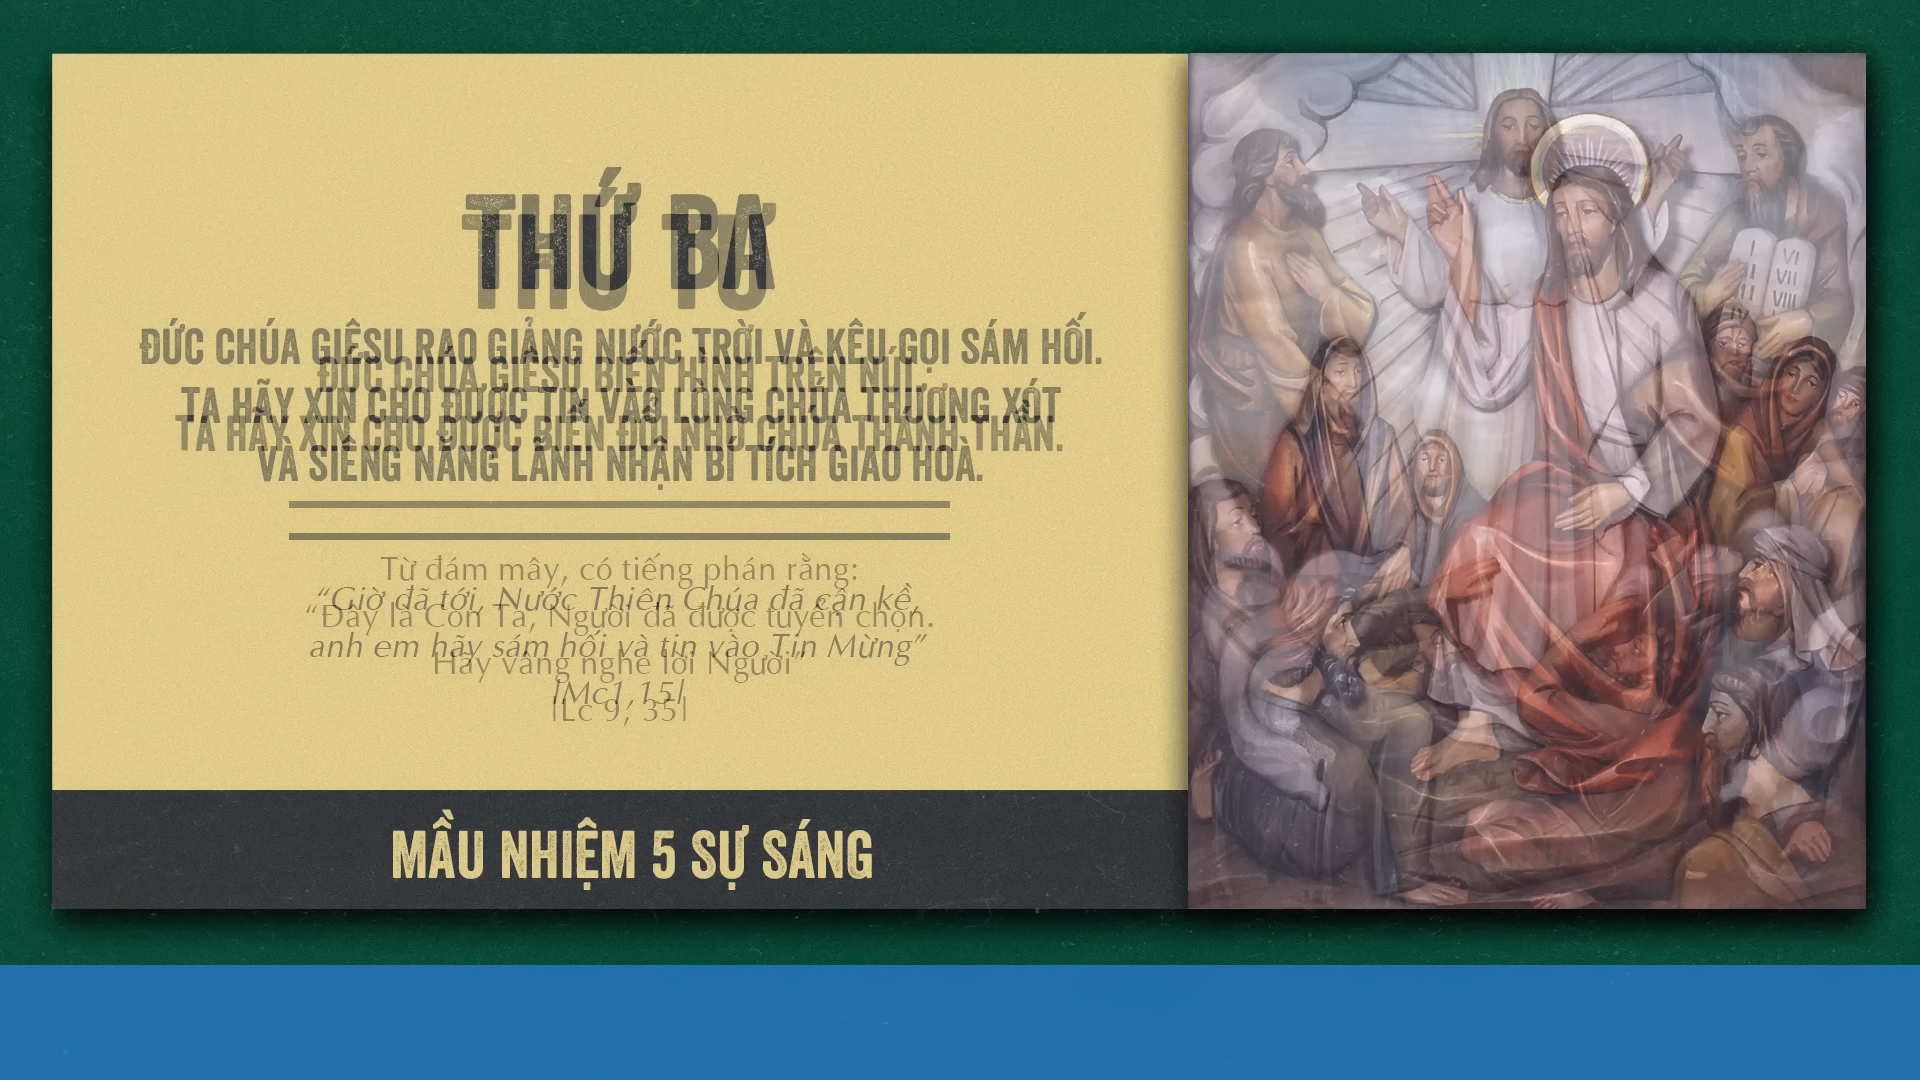 THỨ BA
THỨ TƯ
ĐỨC CHÚA GIÊSU RAO GIẢNG NƯỚC TRỜI VÀ KÊU GỌI SÁM HỐI.
TA HÃY XIN CHO ĐƯỢC TIN VÀO LÒNG CHÚA THƯƠNG XÓT
VÀ SIÊNG NĂNG LÃNH NHẬN BÍ TÍCH GIAO HOÀ.
ĐỨC CHÚA GIÊSU BIẾN HÌNH TRÊN NÚI.
TA HÃY XIN CHO ĐƯỢC BIẾN ĐỔI NHỜ CHÚA THÁNH THẦN.
“Giờ đã tới, Nước Thiên Chúa đã cận kề,
anh em hãy sám hối và tin vào Tin Mừng”
|Mc1,15|
Từ đám mây, có tiếng phán rằng:
“Đây là Con Ta, Người đã được tuyển chọn.
Hãy vâng nghe lời Người”
|Lc 9, 35|
MẦU NHIỆM 5 SỰ SÁNG
I VI
VII
VIII